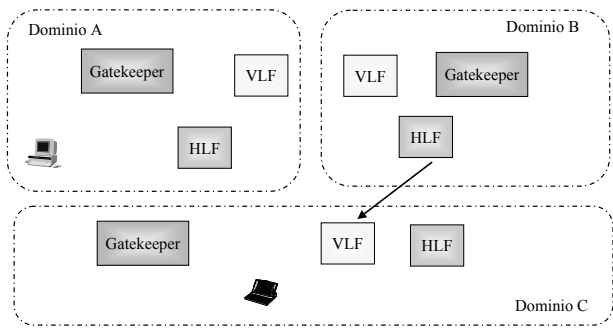 Dominio A
Gatekeeper
VLF
HLF
Dominio B
VLF
Gatekeeper
HLF
Gatekeeper
VLF
HLF
Dominio C